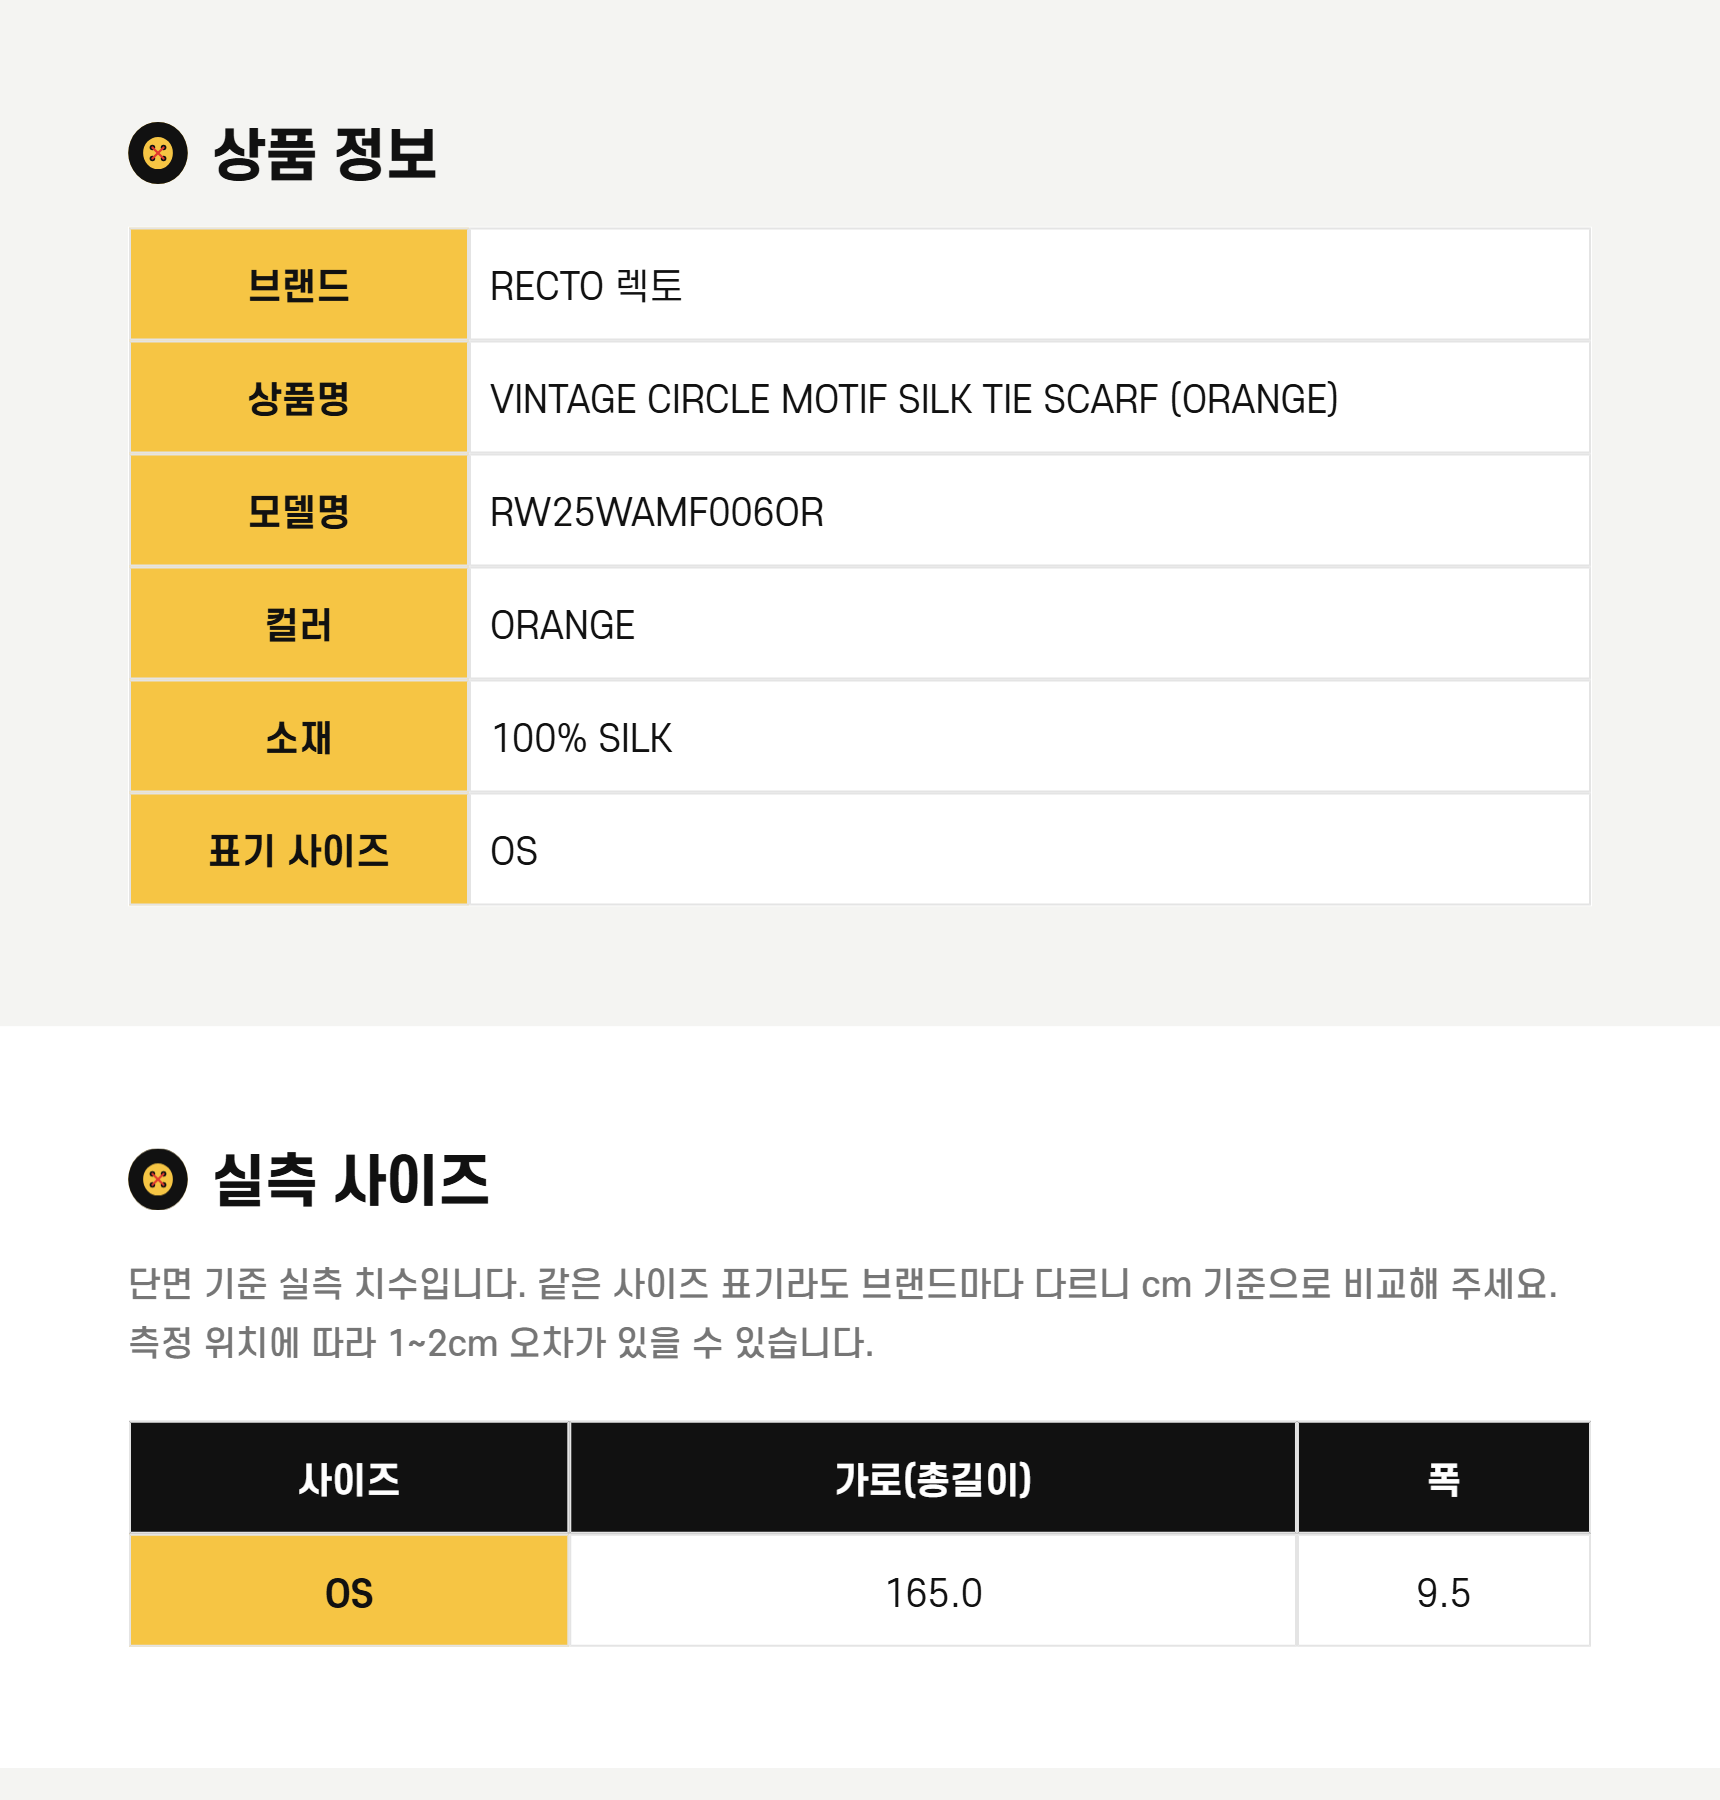 상품 정보
브랜드
RECTO 렉토
상품명
VINTAGE CIRCLE MOTIF SILK TIE SCARF (ORANGE)
모델명
RW25WAMF006OR
컬러
ORANGE
소재
100% SILK
표기 사이즈
OS
실측 사이즈
단면 기준 실측 치수입니다. 같은 사이즈 표기라도 브랜드마다 다르니 cm 기준으로 비교해 주세요.
측정 위치에 따라 1~2cm 오차가 있을 수 있습니다.
사이즈 가로(총길이) 폭
OS 165.0 9.5